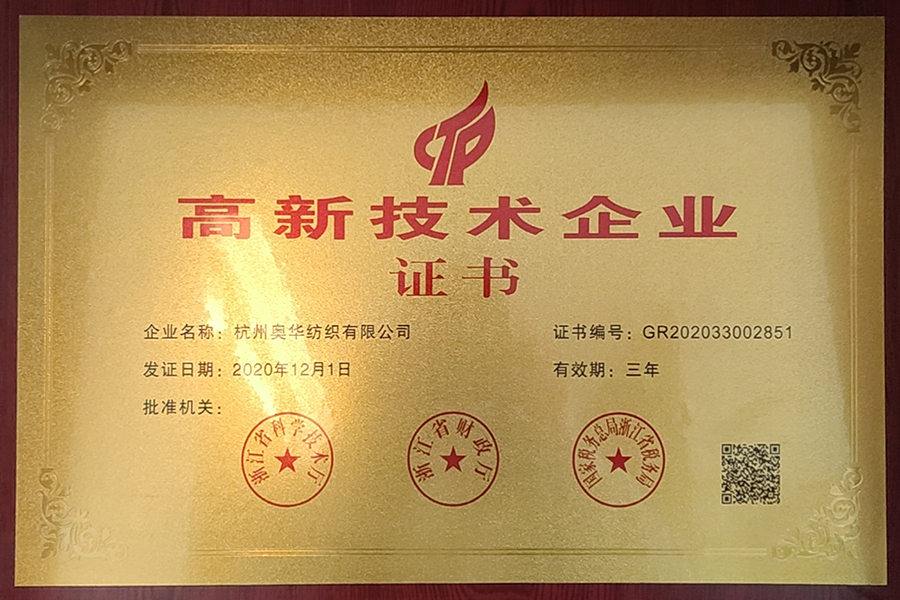 CTP
高新技术企业
证书
企业名称：杭州奥华纺织有限公司
证书编号：GR202033002851
发证日期：2020年12月1日
有效期：三年
批准机关：
浙江省科学技术厅
浙江省财政厅
国家税务总局浙江省税务局